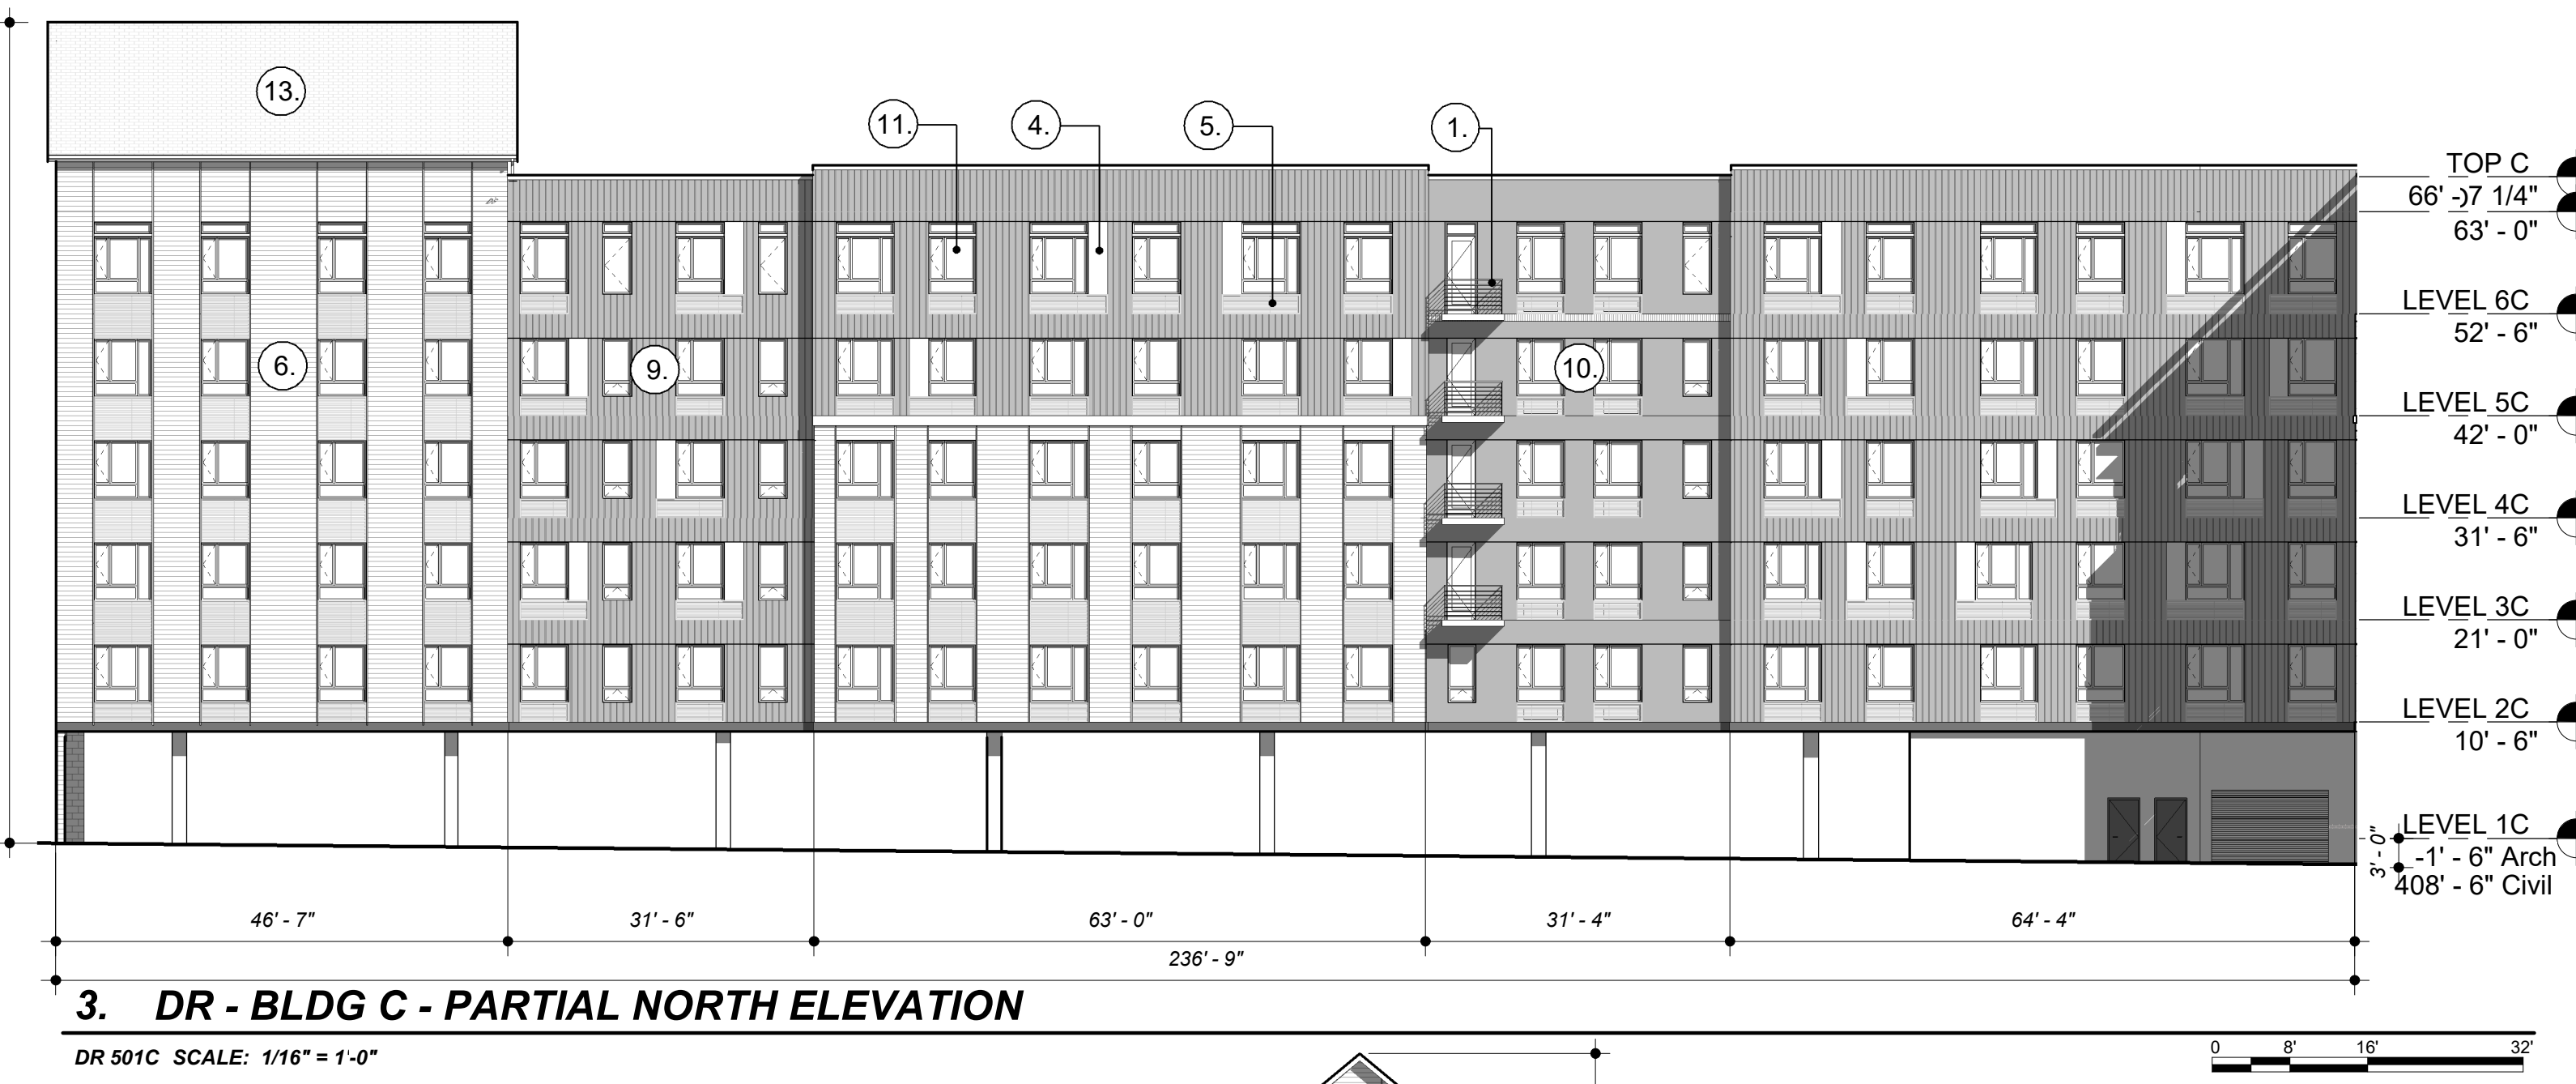 13.
11.
4.
5.
1.
6.
9.
10.
TOP C
66' - 7 1/4"
63' - 0"
LEVEL 6C
52' - 6"
LEVEL 5C
42' - 0"
LEVEL 4C
31' - 6"
LEVEL 3C
21' - 0"
LEVEL 2C
10' - 6"
LEVEL 1C
-1' - 6" Arch
408' - 6" Civil
3' - 0"
46' - 7"
31' - 6"
63' - 0"
31' - 4"
64' - 4"
236' - 9"
3. DR - BLDG C - PARTIAL NORTH ELEVATION
DR 501C SCALE: 1/16" = 1'-0"
0 8' 16' 32'